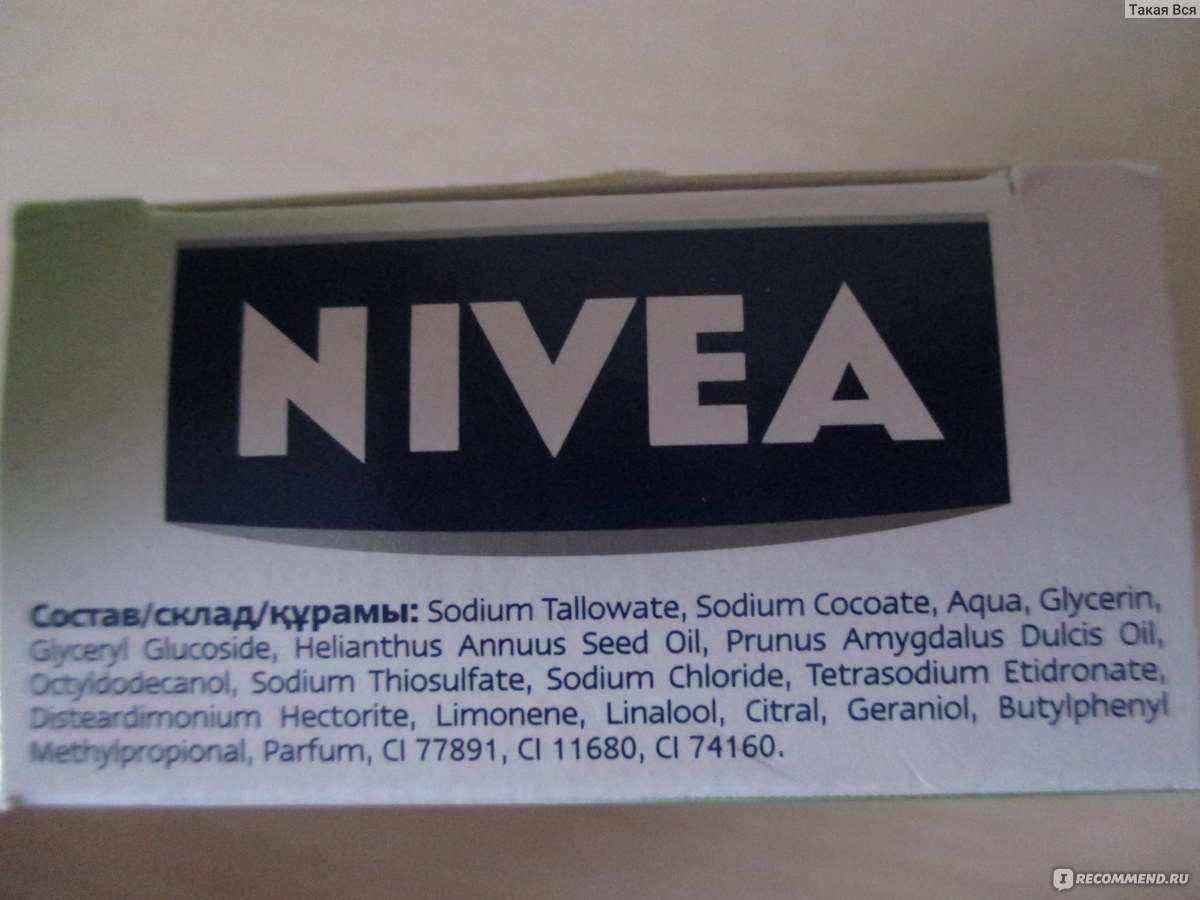 Такая Вся
NIVEA
Состав/склад/құрамы: Sodium Tallowate, Sodium Cocoate, Aqua, Glycerin,
Glyceryl Glucoside, Helianthus Annuus Seed Oil, Prunus Amygdalus Dulcis Oil,
Octyldodecanol, Sodium Thiosulfate, Sodium Chloride, Tetrasodium Etidronate,
Disteardimonium Hectorite, Limonene, Linalool, Citral, Geraniol, Butylphenyl
Methylpropional, Parfum, CI 77891, CI 11680, CI 74160.
IRECOMMEND.RU